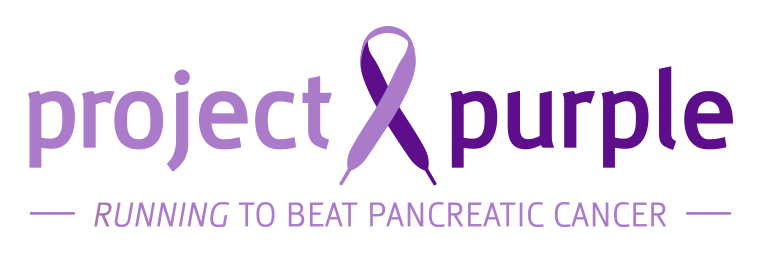 project purple
RUNNING TO BEAT PANCREATIC CANCER